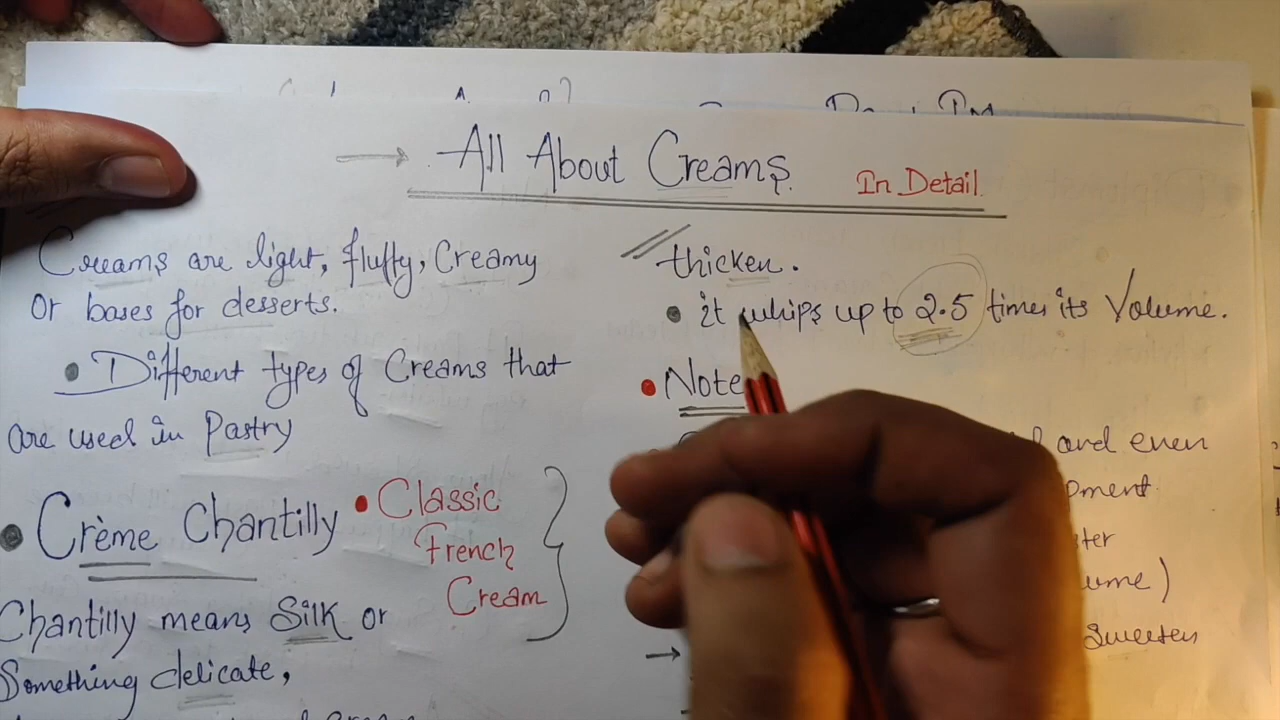 All About Creams
In Detail
Creams are light, fluffy, Creamy
Or bases for desserts.
Different types of Creams that
are used in Pastry
Crème Chantilly
Classic
French
Cream
Chantilly means Silk or
Something delicate,
thicken.
it whips up to 2.5 times its Volume.
Note
and even
Sweeten